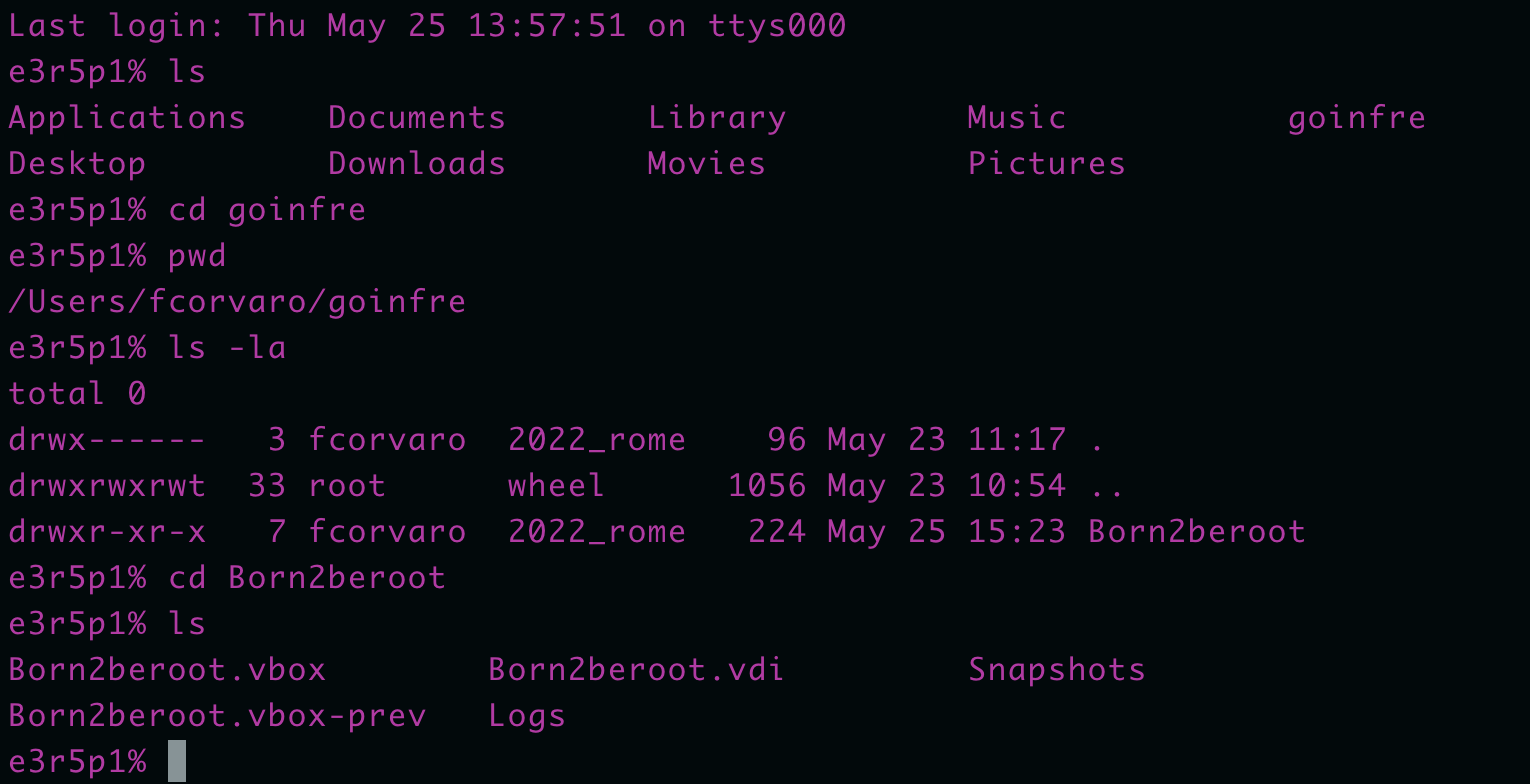 Last login: Thu May 25 13:57:51 on ttys000
e3r5p1% ls
Applications    Documents       Library         Music           goinfre
Desktop         Downloads       Movies          Pictures
e3r5p1% cd goinfre
e3r5p1% pwd
/Users/fcorvaro/goinfre
e3r5p1% ls -la
total 0
drwx------   3 fcorvaro  2022_rome    96 May 23 11:17 .
drwxrwxrwt  33 root      wheel      1056 May 23 10:54 ..
drwxr-xr-x   7 fcorvaro  2022_rome   224 May 25 15:23 Born2beroot
e3r5p1% cd Born2beroot
e3r5p1% ls
Born2beroot.vbox        Born2beroot.vdi         Snapshots
Born2beroot.vbox-prev   Logs
e3r5p1%